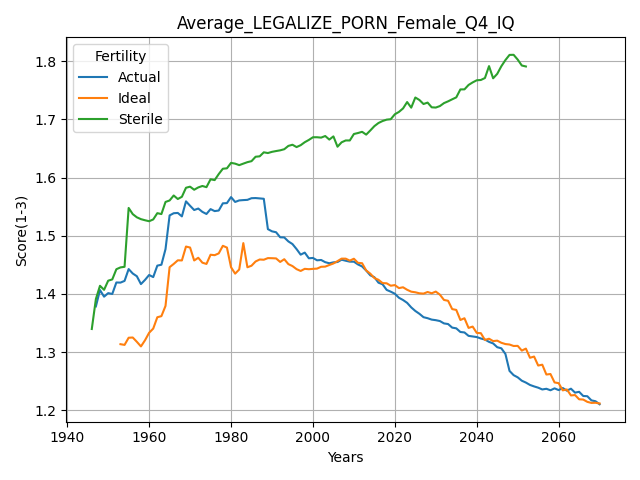 Average_LEGALIZE_PORN_Female_Q4_IQ
Fertility
Actual
Ideal
Sterile
Score(1-3)
1.8
1.7
1.6
1.5
1.4
1.3
1.2
1940 1960 1980 2000 2020 2040 2060
Years